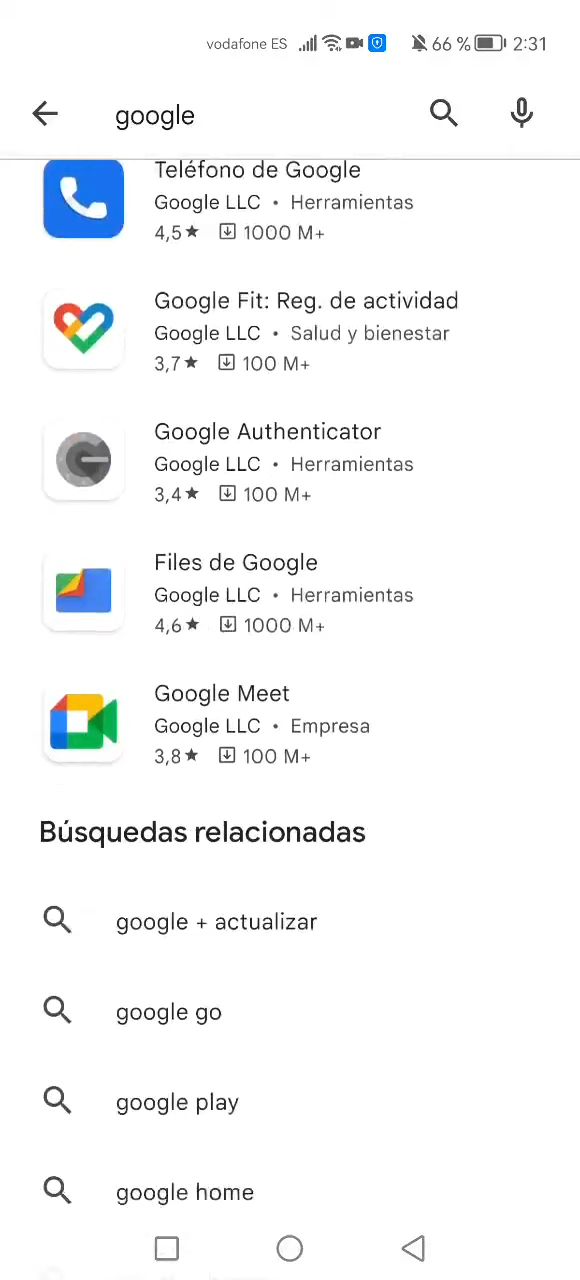 vodafone ES 66 % 2:31
google
Teléfono de Google
Google LLC • Herramientas
4,5★ 1000 M+
Google Fit: Reg. de actividad
Google LLC • Salud y bienestar
3,7★ 100 M+
Google Authenticator
Google LLC • Herramientas
3,4★ 100 M+
Files de Google
Google LLC • Herramientas
4,6★ 1000 M+
Google Meet
Google LLC • Empresa
3,8★ 100 M+
Búsquedas relacionadas
google + actualizar
google go
google play
google home